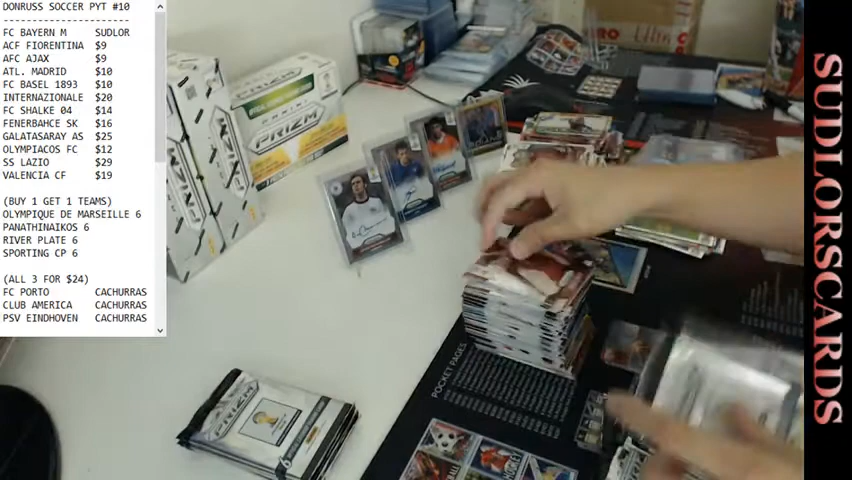 DONRUSS SOCCER PYT #10
--------------------
FC BAYERN M SUDLOR
ACF FIORENTINA $9
AFC AJAX $9
ATL. MADRID $10
FC BASEL 1893 $10
INTERNAZIONALE $20
FC SHALKE 04 $14
FENERBAHCE SK $16
GALATASARAY AS $25
OLYMPIACOS FC $12
SS LAZIO $29
VALENCIA CF $19
(BUY 1 GET 1 TEAMS)
OLYMPIQUE DE MARSEILLE 6
PANATHINAIKOS 6
RIVER PLATE 6
SPORTING CP 6
(ALL 3 FOR $24)
FC PORTO CACHURRAS
CLUB AMERICA CACHURRAS
PSV EINDHOVEN CACHURRAS
PRIZM
PRIZM
PRIZM
POCKET PAGES
HOCKEY
SUDLORSCARDS